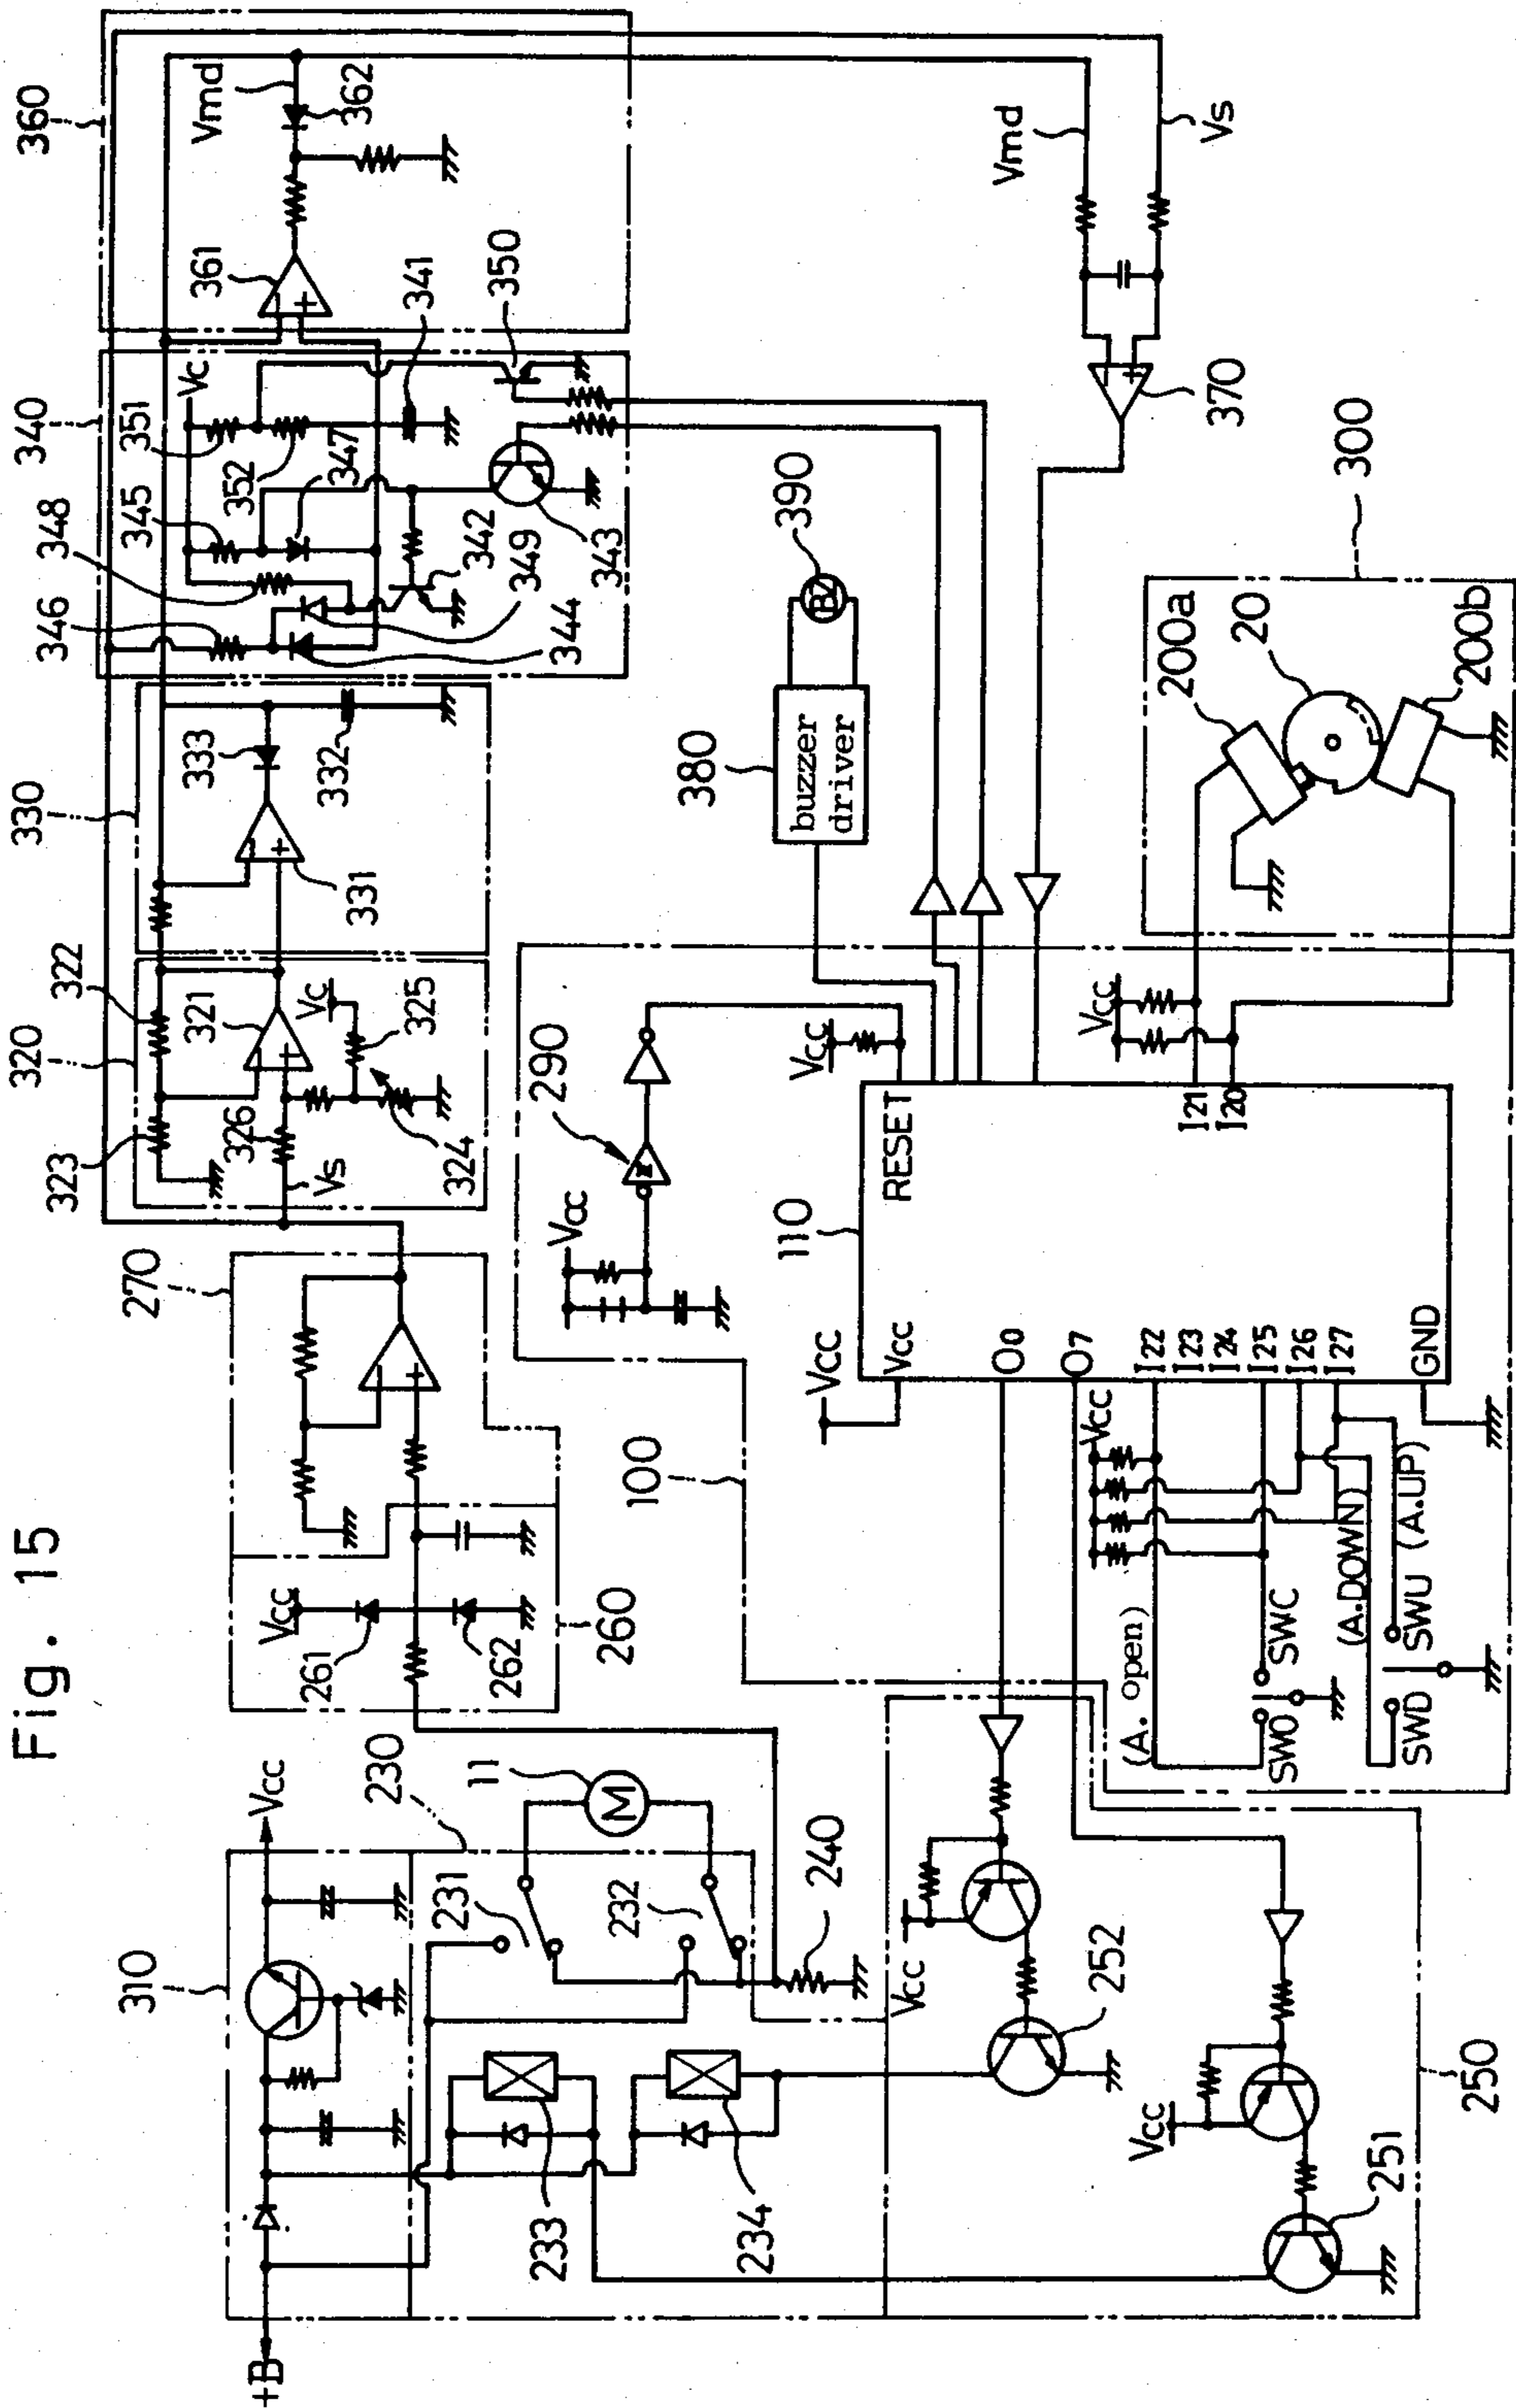 Fig. 15
+B
310
Vcc
230
231
11
M
232
233
234
240
Vcc
252
Vcc
251
250
Vcc
261
262
260
270
323
320
322
321
326
Vs
Vc
325
324
330
333
331
332
346
348
345
340
351
Vc
352
347
341
342
349
344
343
350
360
361
Vmd
362
Vmd
Vs
370
100
Vcc
290
Vcc
110
Vcc
Vcc
RESET
O0
O7
I22
I23
I24
I25
I26
I27
GND
I21
I20
Vcc
Vcc
(A. open)
SWO
SWC
(A.DOWN)
SWD
SWU
(A.UP)
380
buzzer
driver
390
BZ
300
200a
20
200b